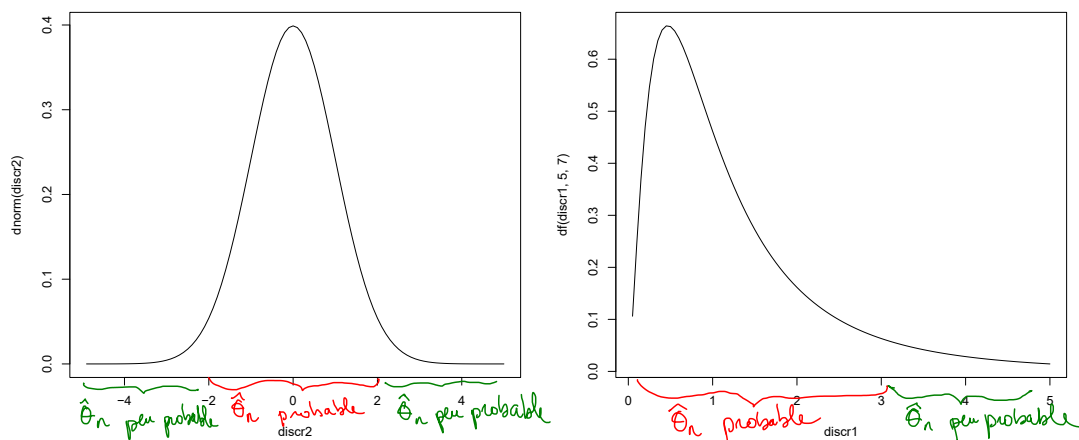 0.0 0.1 0.2 0.3 0.4
dnorm(discr2)
−4 −2 0 2 4
θ̂n peu probable θ̂n probable θ̂n peu probable
discr2
0.0 0.1 0.2 0.3 0.4 0.5 0.6
df(discr1, 5, 7)
0 1 2 3 4 5
θ̂n probable θ̂n peu probable
discr1